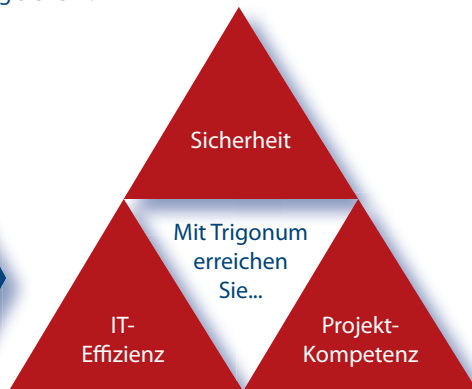 Sicherheit
Mit Trigonum
erreichen
Sie...
IT-
Effizienz
Projekt-
Kompetenz